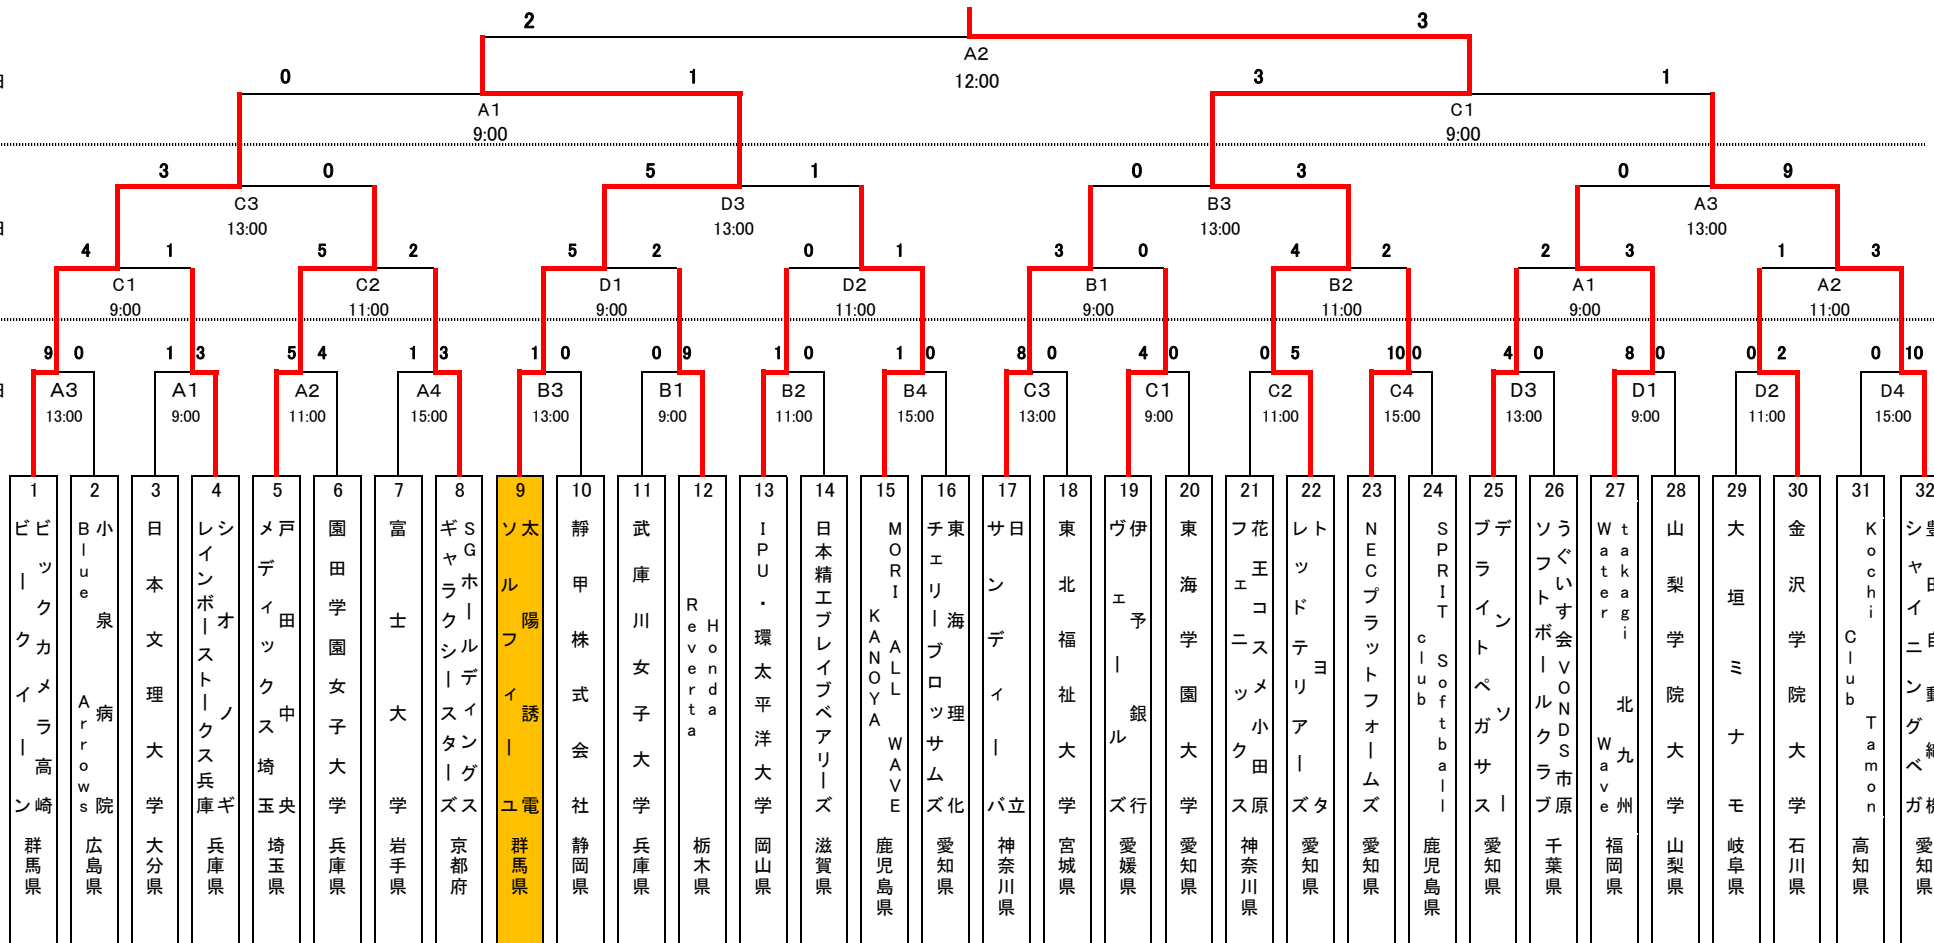 2 3
A2
12:00
日 0 1 3 1
A1 C1
9:00 9:00
3 0 5 1 0 3 0 9
C3 D3 B3 A3
日 13:00 13:00 13:00 13:00
4 1 5 2 5 2 0 1 3 0 4 2 2 3 1 3
C1 C2 D1 D2 B1 B2 A1 A2
9:00 11:00 9:00 11:00 9:00 11:00 9:00 11:00
9 0 1 3 5 4 1 3 1 0 0 9 1 0 1 0 8 0 4 0 0 5 10 0 4 0 8 0 0 2 0 10
日 A3 A1 A2 A4 B3 B1 B2 B4 C3 C1 C2 C4 D3 D1 D2 D4
13:00 9:00 11:00 15:00 13:00 9:00 11:00 15:00 13:00 9:00 11:00 15:00 13:00 9:00 11:00 15:00
1 ビックカメラ高崎 ビークイーン 群馬県
2 小泉病院 Blue Arrows 広島県
3 日本文理大学 大分県
4 シオノギ レインボーストークス兵庫 兵庫県
5 戸田中央 メディックス埼玉 埼玉県
6 園田学園女子大学 兵庫県
7 富士大学 岩手県
8 SGホールディングス ギャラクシースターズ 京都府
9 太陽誘電 ソルフィーユ 群馬県
10 靜甲株式会社 静岡県
11 武庫川女子大学 兵庫県
12 Honda Reverta 栃木県
13 IPU・環太平洋大学 岡山県
14 日本精工ブレイブベアリーズ 滋賀県
15 MORI ALL WAVE KANOYA 鹿児島県
16 東海理化 チェリーブロッサムズ 愛知県
17 日立 サンディーバ 神奈川県
18 東北福祉大学 宮城県
19 伊予銀行 ヴェールズ 愛媛県
20 東海学園大学 愛知県
21 花王コスメ小田原 フェニックス 神奈川県
22 トヨタ レッドテリアーズ 愛知県
23 NECプラットフォームズ 愛知県
24 SPRIT Softball club 鹿児島県
25 デンソー ブライトペガサス 愛知県
26 うぐいす会VONDS市原 ソフトボールクラブ 千葉県
27 takagi 北九州 Water Wave 福岡県
28 山梨学院大学 山梨県
29 大垣ミナモ 岐阜県
30 金沢学院大学 石川県
31 Kochi Tamon Club 高知県
32 豊田自動織機 シャイニングベガ 愛知県